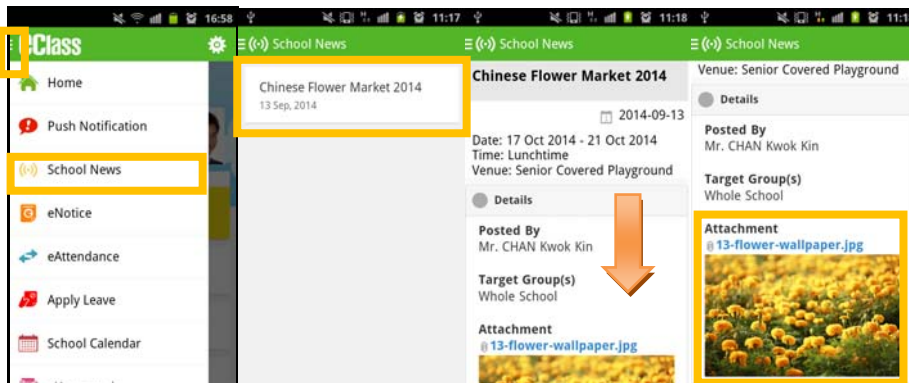 16:58
eClass
Home
Push Notification
School News
eNotice
eAttendance
Apply Leave
School Calendar
11:17
School News
Chinese Flower Market 2014
13 Sep, 2014
11:18
School News
Chinese Flower Market 2014
2014-09-13
Date: 17 Oct 2014 - 21 Oct 2014
Time: Lunchtime
Venue: Senior Covered Playground
Details
Posted By
Mr. CHAN Kwok Kin
Target Group(s)
Whole School
Attachment
13-flower-wallpaper.jpg
School News
Venue: Senior Covered Playground
Details
Posted By
Mr. CHAN Kwok Kin
Target Group(s)
Whole School
Attachment
13-flower-wallpaper.jpg